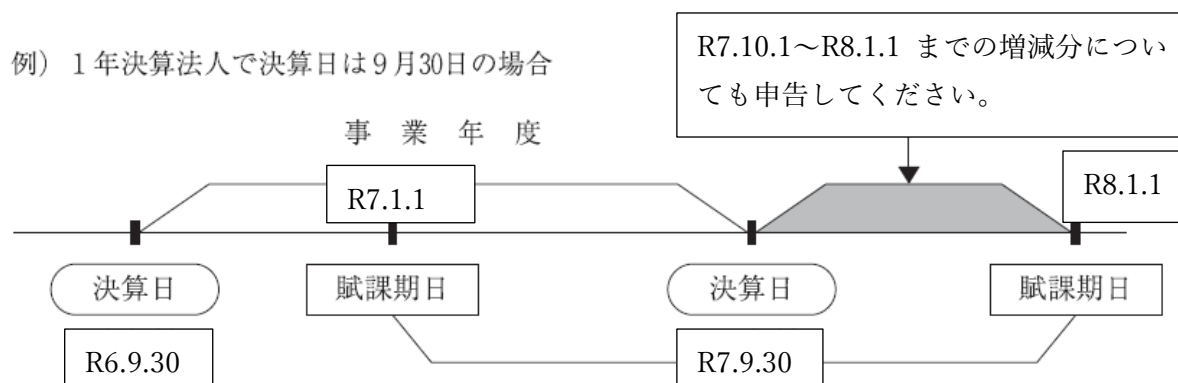 例) 1年決算法人で決算日は9月30日の場合
R7.10.1～R8.1.1 までの増減分につい
ても申告してください。
事業年度
R7.1.1
R8.1.1
決算日
賦課期日
決算日
賦課期日
R6.9.30
R7.9.30